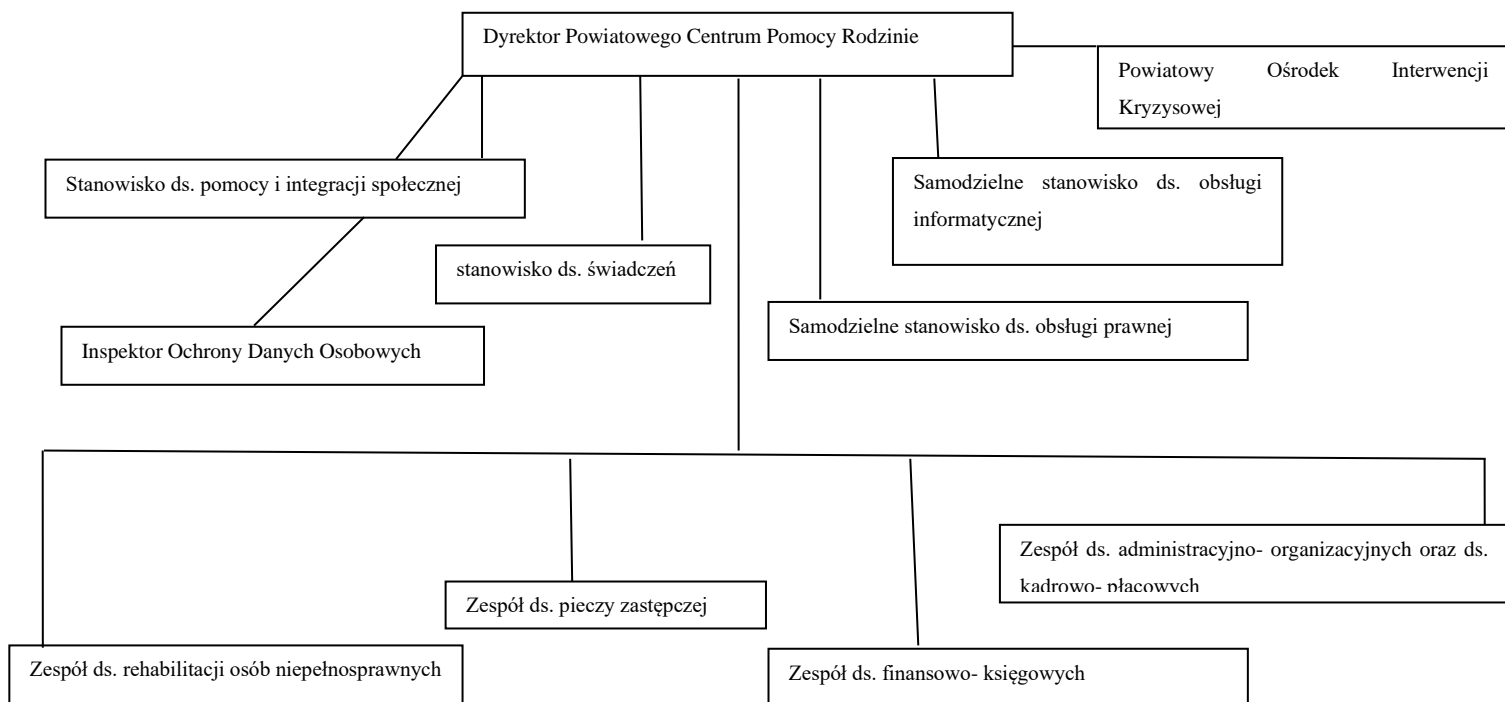 Dyrektor Powiatowego Centrum Pomocy Rodzinie
Powiatowy Ośrodek Interwencji
Kryzysowej
Stanowisko ds. pomocy i integracji społecznej
Samodzielne stanowisko ds. obsługi
informatycznej
stanowisko ds. świadczeń
Samodzielne stanowisko ds. obsługi prawnej
Inspektor Ochrony Danych Osobowych
Zespół ds. administracyjno- organizacyjnych oraz ds.
kadrowo- płacowych
Zespół ds. pieczy zastępczej
Zespół ds. rehabilitacji osób niepełnosprawnych
Zespół ds. finansowo- księgowych